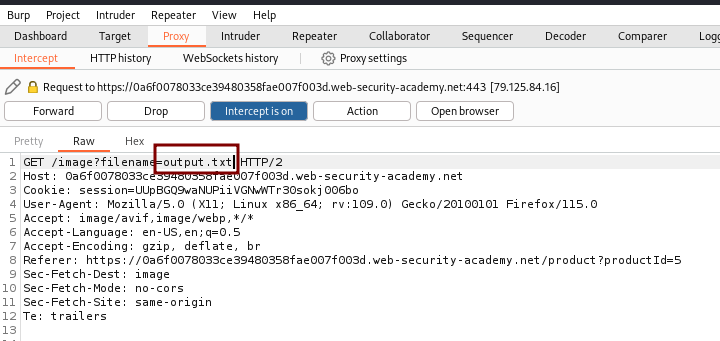 Burp Project Intruder Repeater View Help
Dashboard Target Proxy Intruder Repeater Collaborator Sequencer Decoder Comparer Logg
Intercept HTTP history WebSockets history Proxy settings
Request to https://0a6f0078033ce39480358fae007f003d.web-security-academy.net:443 [79.125.84.16]
Forward Drop Intercept is on Action Open browser
Pretty Raw Hex
1 GET /image?filename=output.txt HTTP/2
2 Host: 0a6f0078033ce39480358fae007f003d.web-security-academy.net
3 Cookie: session=UUpBGQ9waNUPiiVGNwWTr30sokj006bo
4 User-Agent: Mozilla/5.0 (X11; Linux x86_64; rv:109.0) Gecko/20100101 Firefox/115.0
5 Accept: image/avif,image/webp,*/*
6 Accept-Language: en-US,en;q=0.5
7 Accept-Encoding: gzip, deflate, br
8 Referer: https://0a6f0078033ce39480358fae007f003d.web-security-academy.net/product?productId=5
9 Sec-Fetch-Dest: image
10 Sec-Fetch-Mode: no-cors
11 Sec-Fetch-Site: same-origin
12 Te: trailers
13